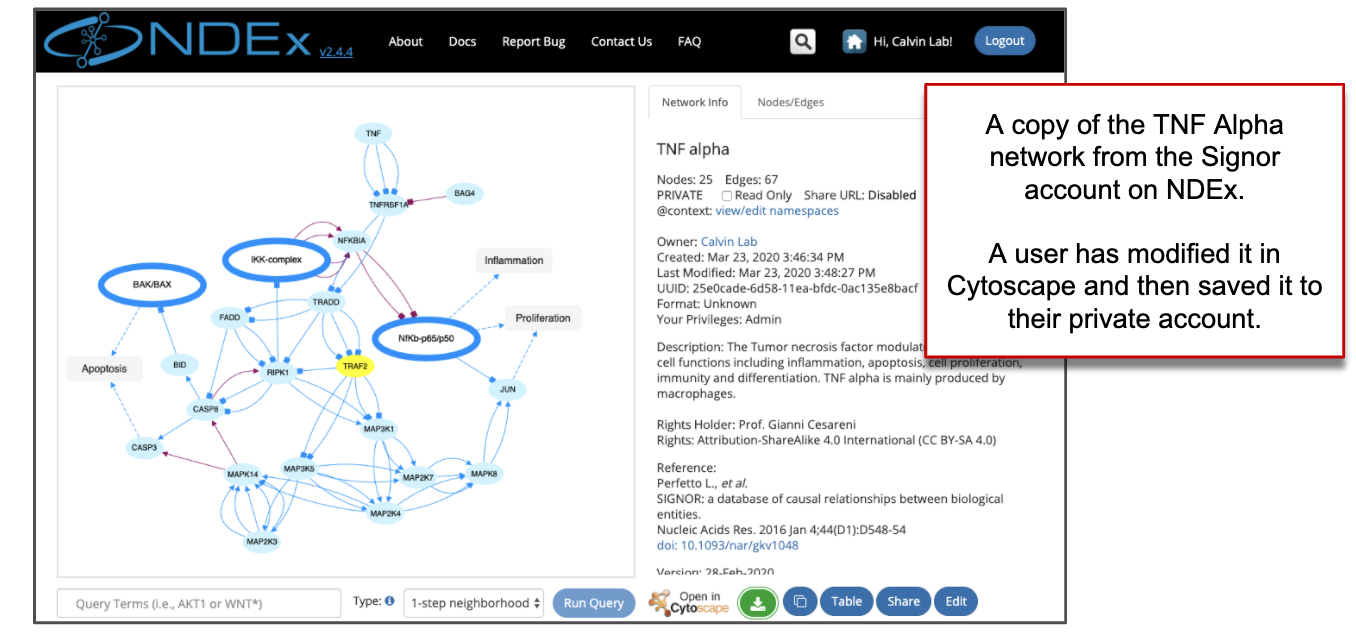 NDEx v2.4.4
About Docs Report Bug Contact Us FAQ
Hi, Calvin Lab!
Logout
TNF
BAG4
TNFRSF1A
NFKBIA
IKK-complex
Inflammation
BAK/BAX
TRADD
FADD
Proliferation
NfKb-p65/p50
Apoptosis
BID
RIPK1
TRAF2
JUN
CASP8
MAP3K1
CASP3
MAPK14
MAP3K5
MAP2K7
MAPK8
MAP2K4
MAP2K3
Network Info Nodes/Edges
TNF alpha
Nodes: 25 Edges: 67
PRIVATE Read Only Share URL: Disabled
@context: view/edit namespaces
Owner: Calvin Lab
Created: Mar 23, 2020 3:46:34 PM
Last Modified: Mar 23, 2020 3:48:27 PM
UUID: 25e0cade-6d58-11ea-bfdc-0ac135e8bacf
Format: Unknown
Your Privileges: Admin
Description: The Tumor necrosis factor modulat
cell functions including inflammation, apoptosis, cell proliferation,
immunity and differentiation. TNF alpha is mainly produced by
macrophages.
Rights Holder: Prof. Gianni Cesareni
Rights: Attribution-ShareAlike 4.0 International (CC BY-SA 4.0)
Reference:
Perfetto L., et al.
SIGNOR: a database of causal relationships between biological
entities.
Nucleic Acids Res. 2016 Jan 4;44(D1):D548-54
doi: 10.1093/nar/gkv1048
Version: 28-Feb-2020
A copy of the TNF Alpha
network from the Signor
account on NDEx.
A user has modified it in
Cytoscape and then saved it to
their private account.
Query Terms (i.e., AKT1 or WNT*)
Type:
1-step neighborhood
Run Query
Open in
Cytoscape
Table
Share
Edit